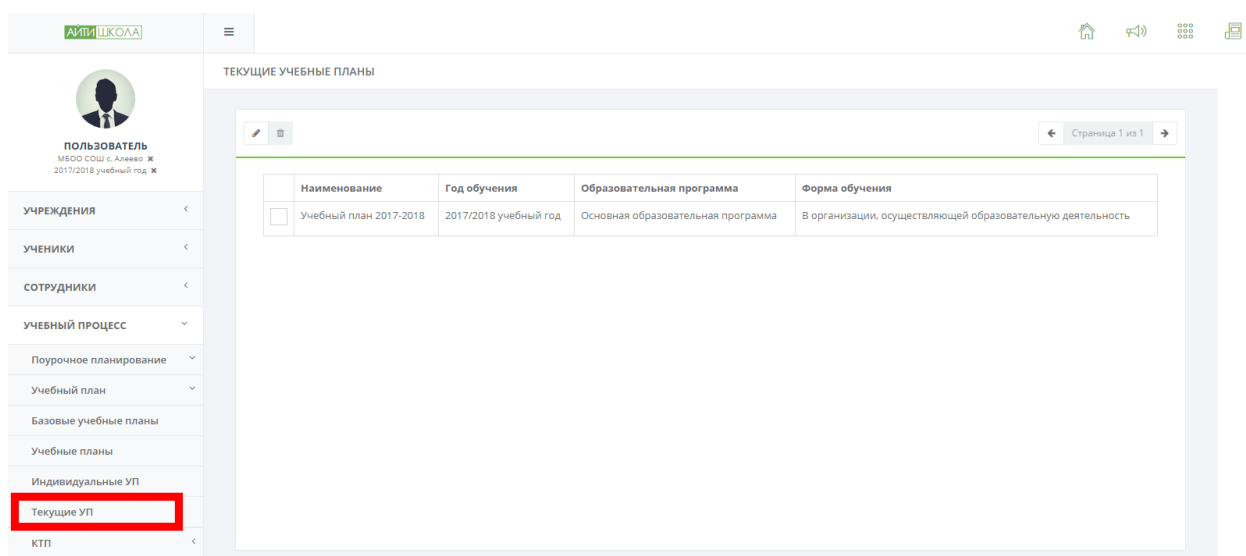 АЙТИ ШКОЛА
ТЕКУЩИЕ УЧЕБНЫЕ ПЛАНЫ
ПОЛЬЗОВАТЕЛЬ
МБОО СОШ с. Алеево ✖
2017/2018 учебный год ✖
УЧРЕЖДЕНИЯ
УЧЕНИКИ
СОТРУДНИКИ
УЧЕБНЫЙ ПРОЦЕСС
Поурочное планирование
Учебный план
Базовые учебные планы
Учебные планы
Индивидуальные УП
Текущие УП
КТП
Страница 1 из 1
Наименование Год обучения Образовательная программа Форма обучения
Учебный план 2017-2018 2017/2018 учебный год Основная образовательная программа В организации, осуществляющей образовательную деятельность